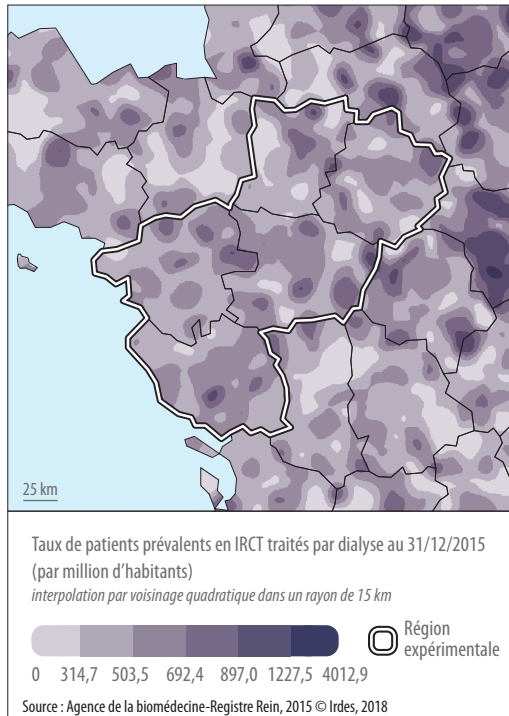 25 km
Taux de patients prévalents en IRCT traités par dialyse au 31/12/2015
(par million d’habitants)
interpolation par voisinage quadratique dans un rayon de 15 km
0 314,7 503,5 692,4 897,0 1227,5 4012,9
Région
expérimentale
Source : Agence de la biomédecine-Registre Rein, 2015 © Irdes, 2018